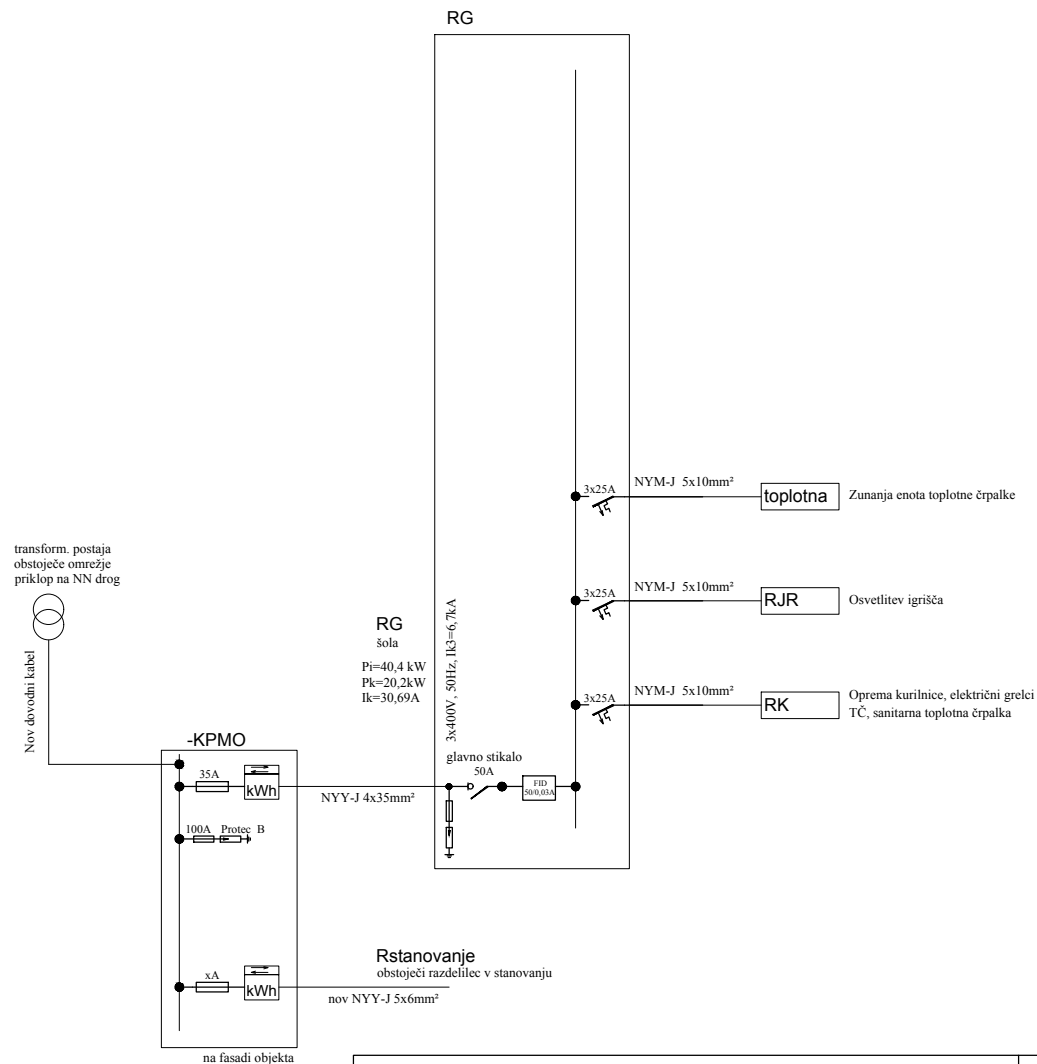 RG
3x25A
NYM-J 5x10mm²
toplotna
Zunanja enota toplotne črpalke
transform. postaja
obstoječe omrežje
priklop na NN drog
Nov dovodni kabel
3x25A
NYM-J 5x10mm²
RJR
Osvetlitev igrišča
RG
šola
Pi=40,4 kW
Pk=20,2kW
Ik=30,69A
3x400V, 50Hz, Ik3=6,7kA
3x25A
NYM-J 5x10mm²
RK
Oprema kurilnice, električni grelci
TČ, sanitarna toplotna črpalka
-KPMO
35A
kWh
NYY-J 4x35mm²
glavno stikalo
50A
FID
50/0,03A
100A Protec B
Rstanovanje
obstoječi razdelilec v stanovanju
xA
kWh
nov NYY-J 5x6mm²
na fasadi objekta